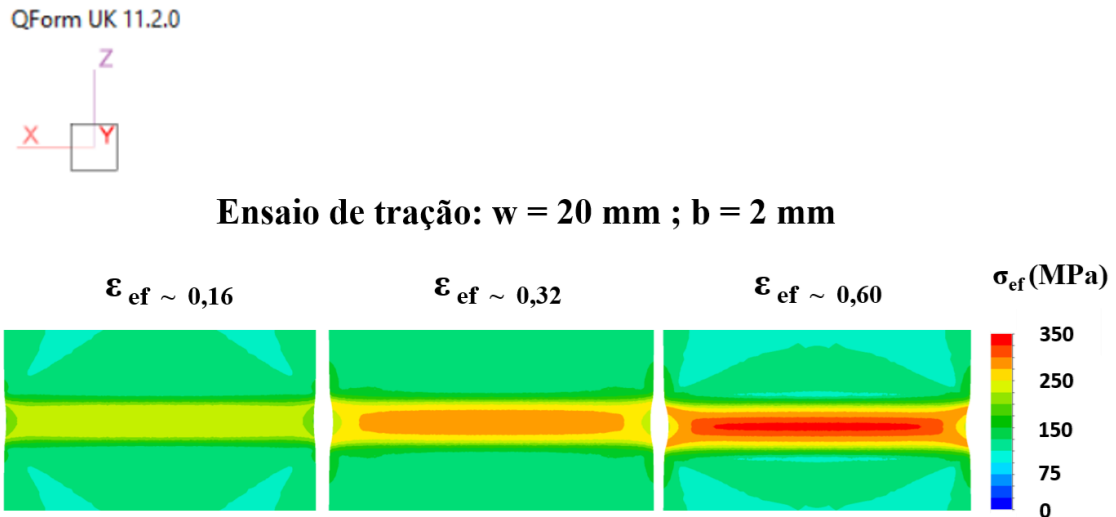 QForm UK 11.2.0
Z
X
Y
Ensaio de tração: w = 20 mm ; b = 2 mm
ε ef ~ 0,16
ε ef ~ 0,32
ε ef ~ 0,60
σef (MPa)
350
250
150
75
0